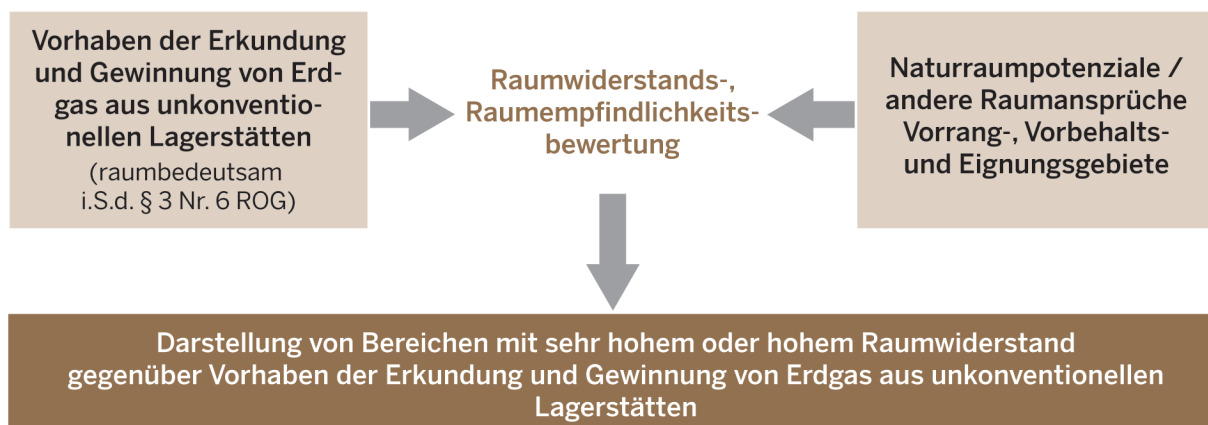 Vorhaben der Erkundung
und Gewinnung von Erd-
gas aus unkonventio-
nellen Lagerstätten
(raumbedeutsam
i.S.d. § 3 Nr. 6 ROG)
Raumwiderstands-,
Raumempfindlichkeits-
bewertung
Naturraumpotenziale /
andere Raumansprüche
Vorrang-, Vorbehalts-
und Eignungsgebiete
Darstellung von Bereichen mit sehr hohem oder hohem Raumwiderstand
gegenüber Vorhaben der Erkundung und Gewinnung von Erdgas aus unkonventionellen
Lagerstätten